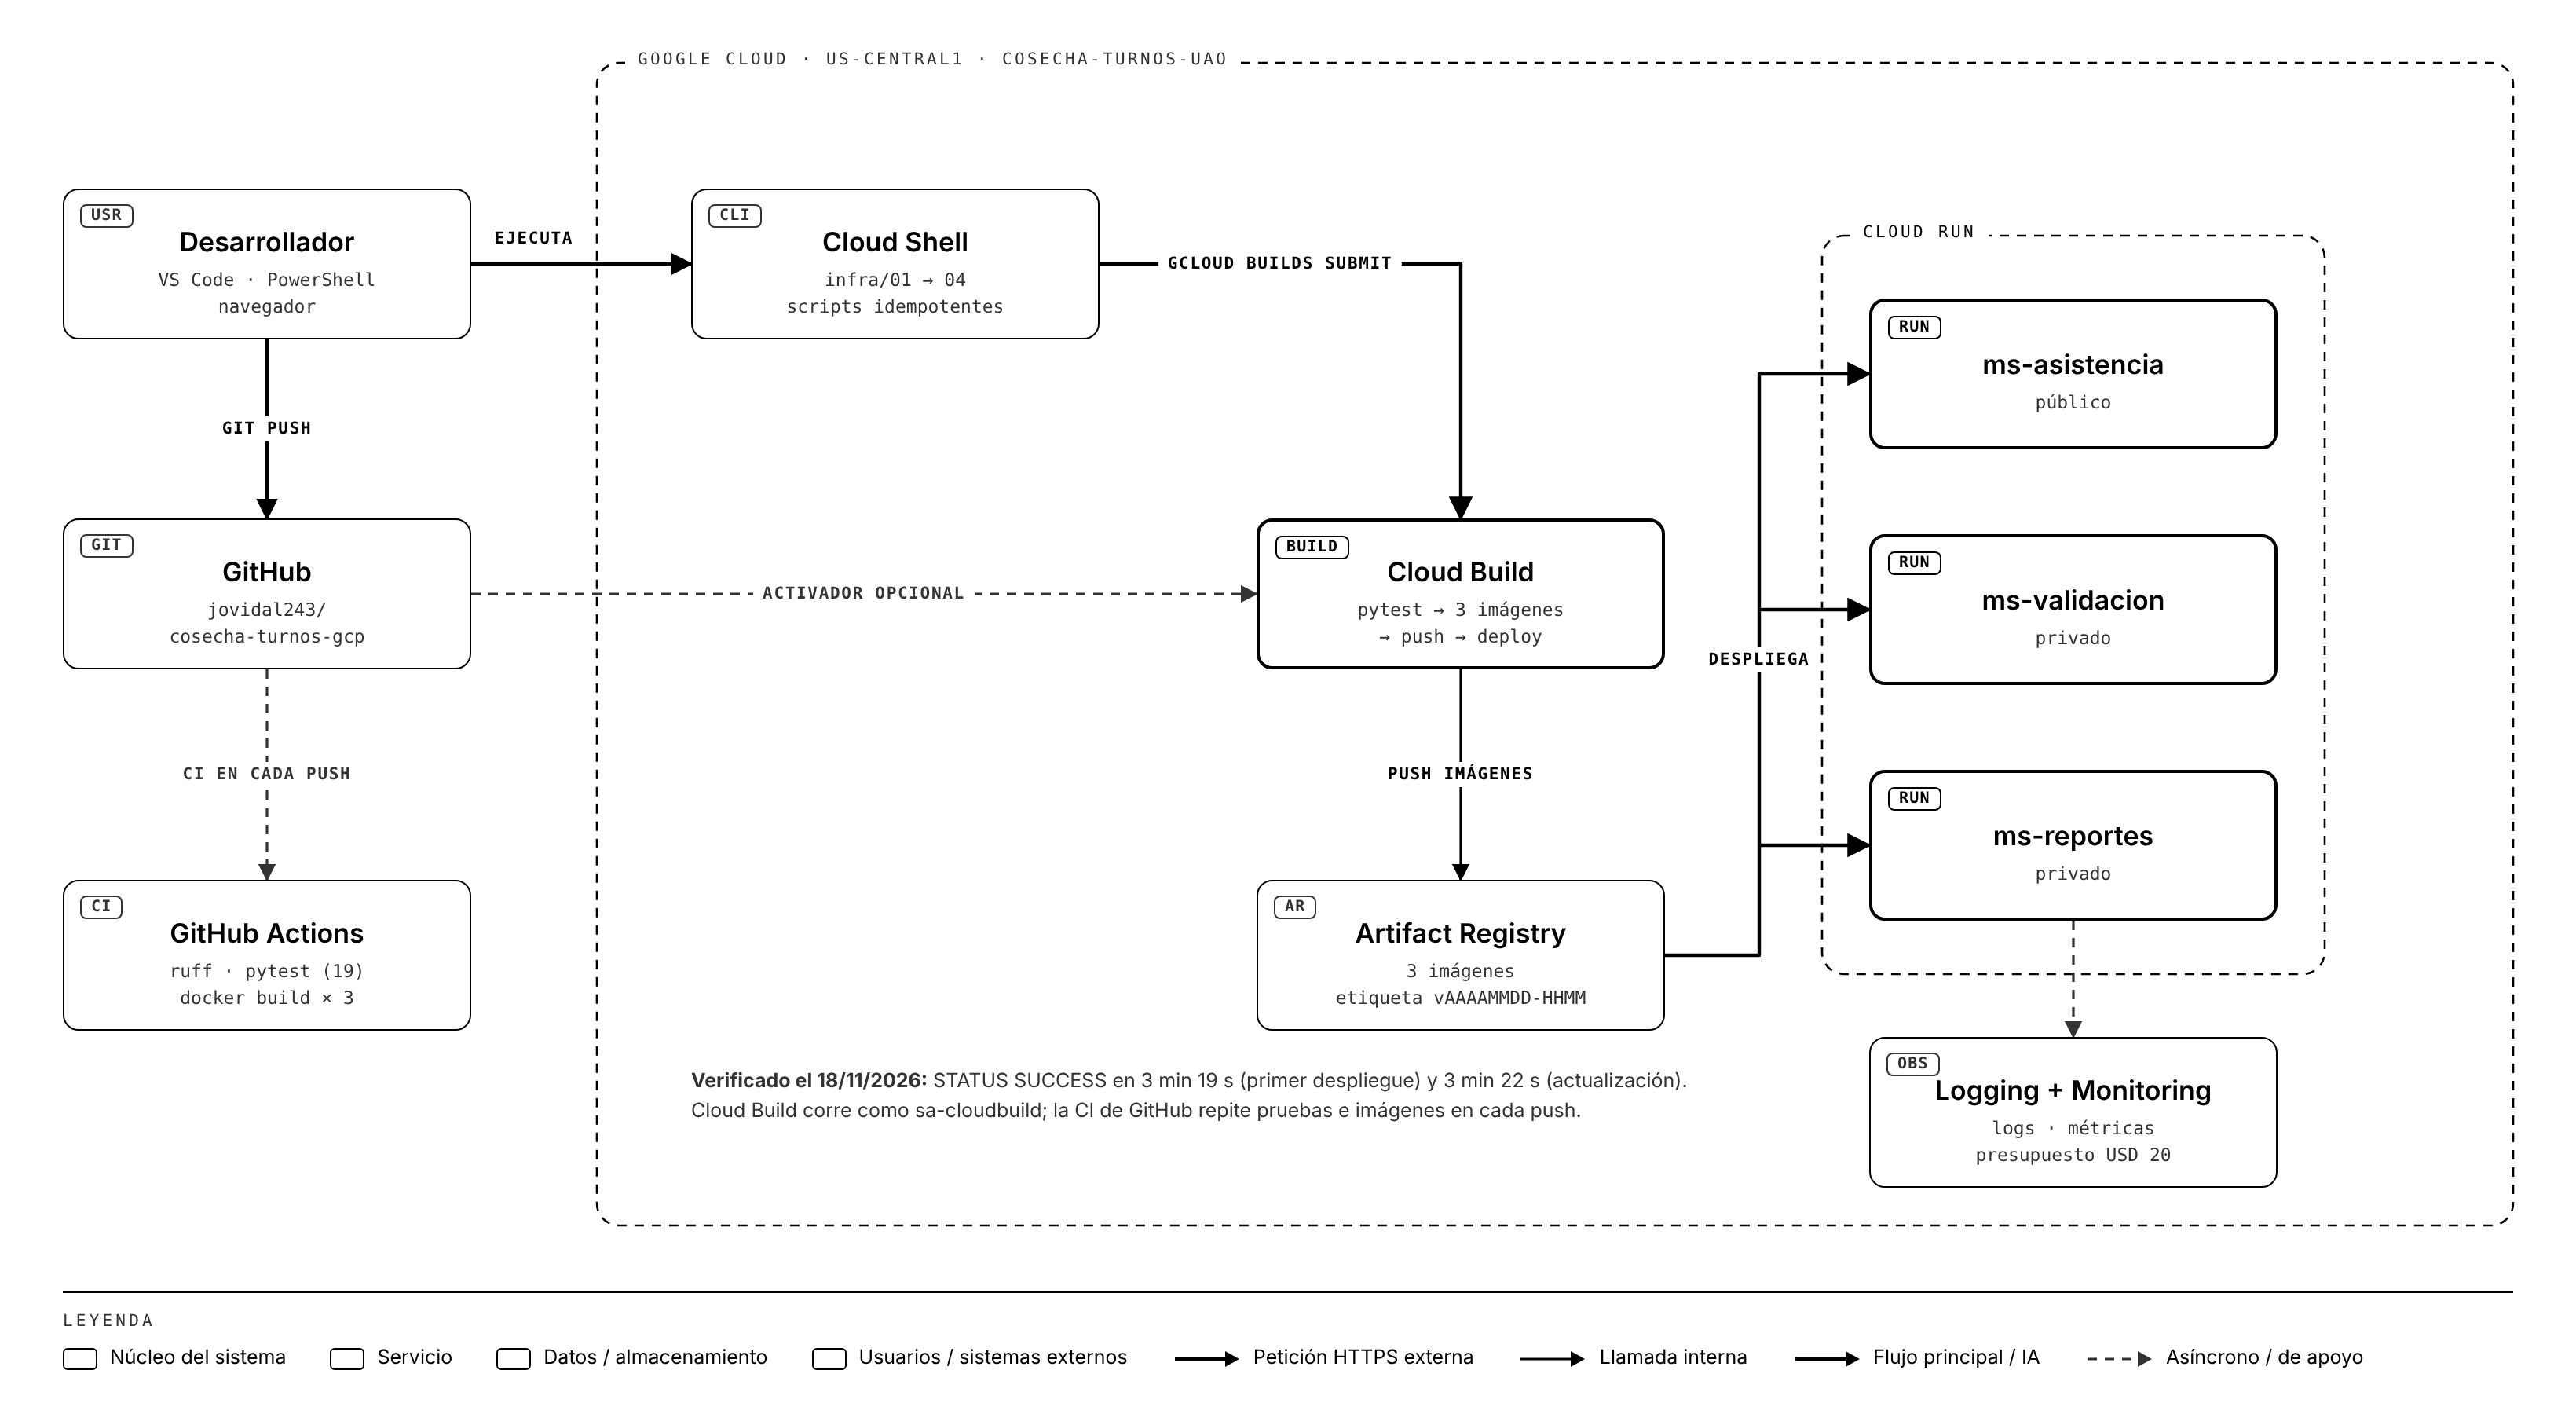 GOOGLE CLOUD · US-CENTRAL1 · COSECHA-TURNOS-UAO
USR
Desarrollador
VS Code · PowerShell
navegador
EJECUTA
CLI
Cloud Shell
infra/01 → 04
scripts idempotentes
GCLOUD BUILDS SUBMIT
CLOUD RUN
RUN
ms-asistencia
público
GIT PUSH
GIT
GitHub
jovidal243/
cosecha-turnos-gcp
ACTIVADOR OPCIONAL
BUILD
Cloud Build
pytest → 3 imágenes
→ push → deploy
RUN
ms-validacion
privado
DESPLIEGA
CI EN CADA PUSH
PUSH IMÁGENES
RUN
ms-reportes
privado
CI
GitHub Actions
ruff · pytest (19)
docker build × 3
AR
Artifact Registry
3 imágenes
etiqueta vAAAAMMDD-HHMM
OBS
Logging + Monitoring
logs · métricas
presupuesto USD 20
Verificado el 18/11/2026: STATUS SUCCESS en 3 min 19 s (primer despliegue) y 3 min 22 s (actualización).
Cloud Build corre como sa-cloudbuild; la CI de GitHub repite pruebas e imágenes en cada push.
LEYENDA
Núcleo del sistema
Servicio
Datos / almacenamiento
Usuarios / sistemas externos
Petición HTTPS externa
Llamada interna
Flujo principal / IA
Asíncrono / de apoyo